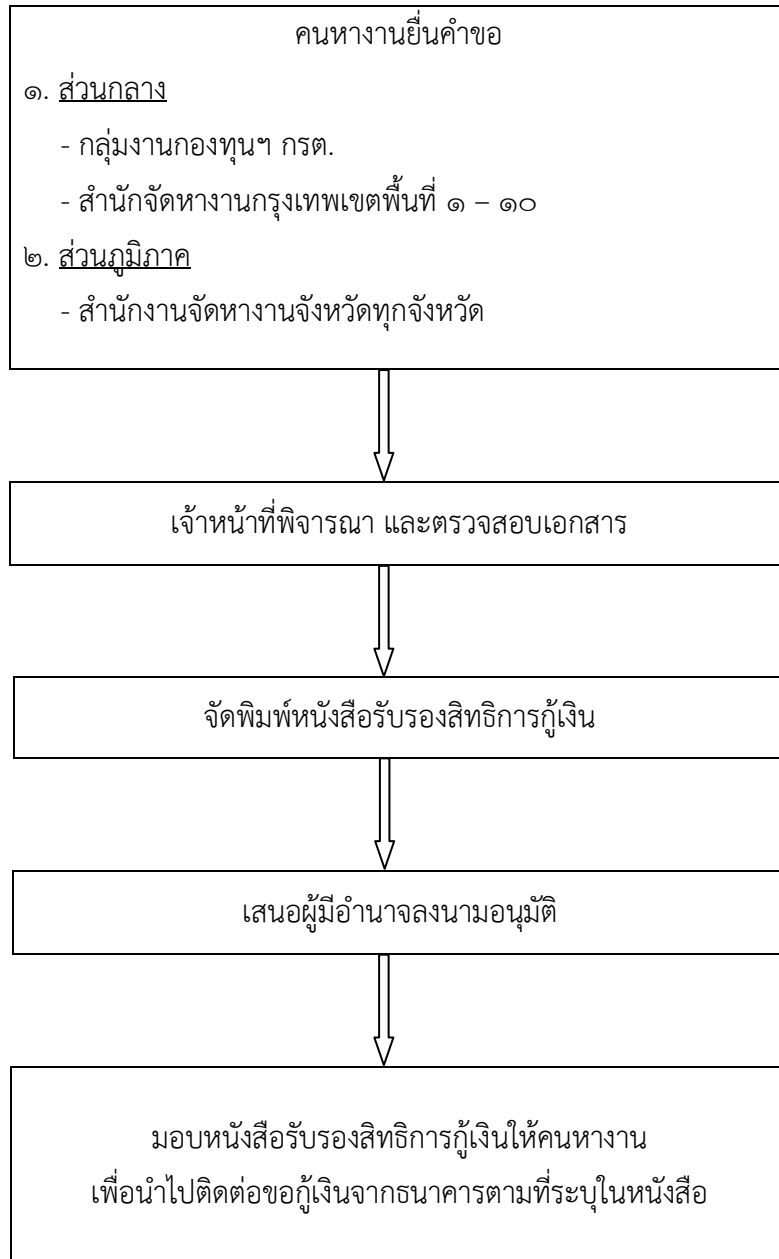 คนหางานยื่นคำขอ
๑. ส่วนกลาง
- กลุ่มงานกองทุนฯ กรต.
- สำนักจัดหางานกรุงเทพเขตพื้นที่ ๑ – ๑๐
๒. ส่วนภูมิภาค
- สำนักงานจัดหางานจังหวัดทุกจังหวัด
เจ้าหน้าที่พิจารณา และตรวจสอบเอกสาร
จัดพิมพ์หนังสือรับรองสิทธิการกู้เงิน
เสนอผู้มีอำนาจลงนามอนุมัติ
มอบหนังสือรับรองสิทธิการกู้เงินให้คนหางาน
เพื่อนำไปติดต่อขอกู้เงินจากธนาคารตามที่ระบุในหนังสือ